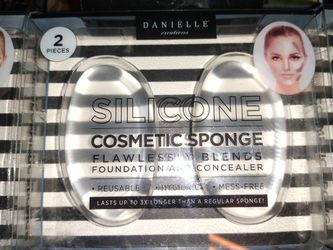 DANIELLE
creations
2
PIECES
SILICONE
COSMETIC SPONGE
FLAWLESSLY BLENDS
FOUNDATION AND CONCEALER
• REUSABLE • HYGIENIC • MESS-FREE
LASTS UP TO 3X LONGER THAN A REGULAR SPONGE!